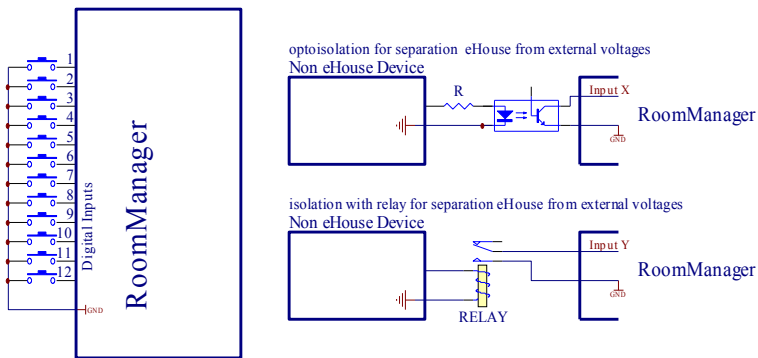 1
2
3
4
5
6
7
8
9
10
11
12
Digital Inputs
GND
RoomManager
optoisolation for separation eHouse from external voltages
Non eHouse Device
R
Input X
GND
RoomManager
isolation with relay for separation eHouse from external voltages
Non eHouse Device
Input Y
GND
RoomManager
RELAY